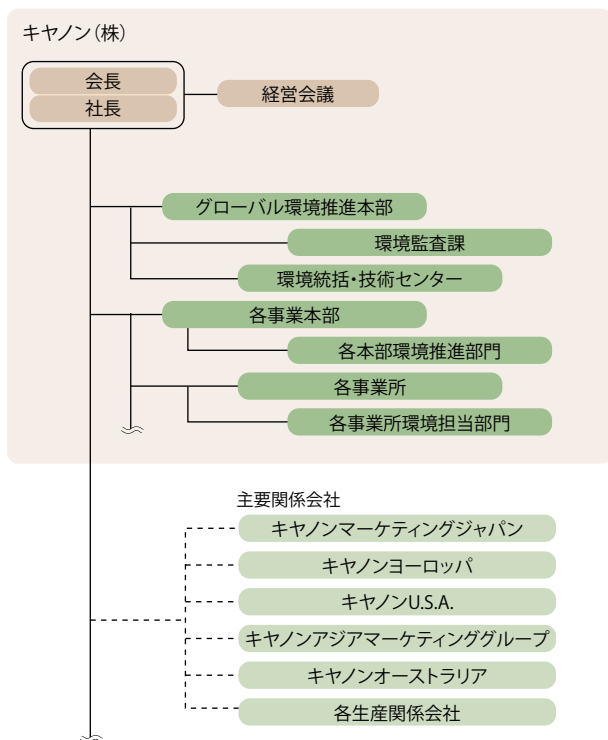 キヤノン（株）
会長
社長
経営会議
グローバル環境推進本部
環境監査課
環境統括・技術センター
各事業本部
各本部環境推進部門
各事業所
各事業所環境担当部門
主要関係会社
キヤノンマーケティングジャパン
キヤノンヨーロッパ
キヤノンU.S.A.
キヤノンアジアマーケティンググループ
キヤノンオーストラリア
各生産関係会社